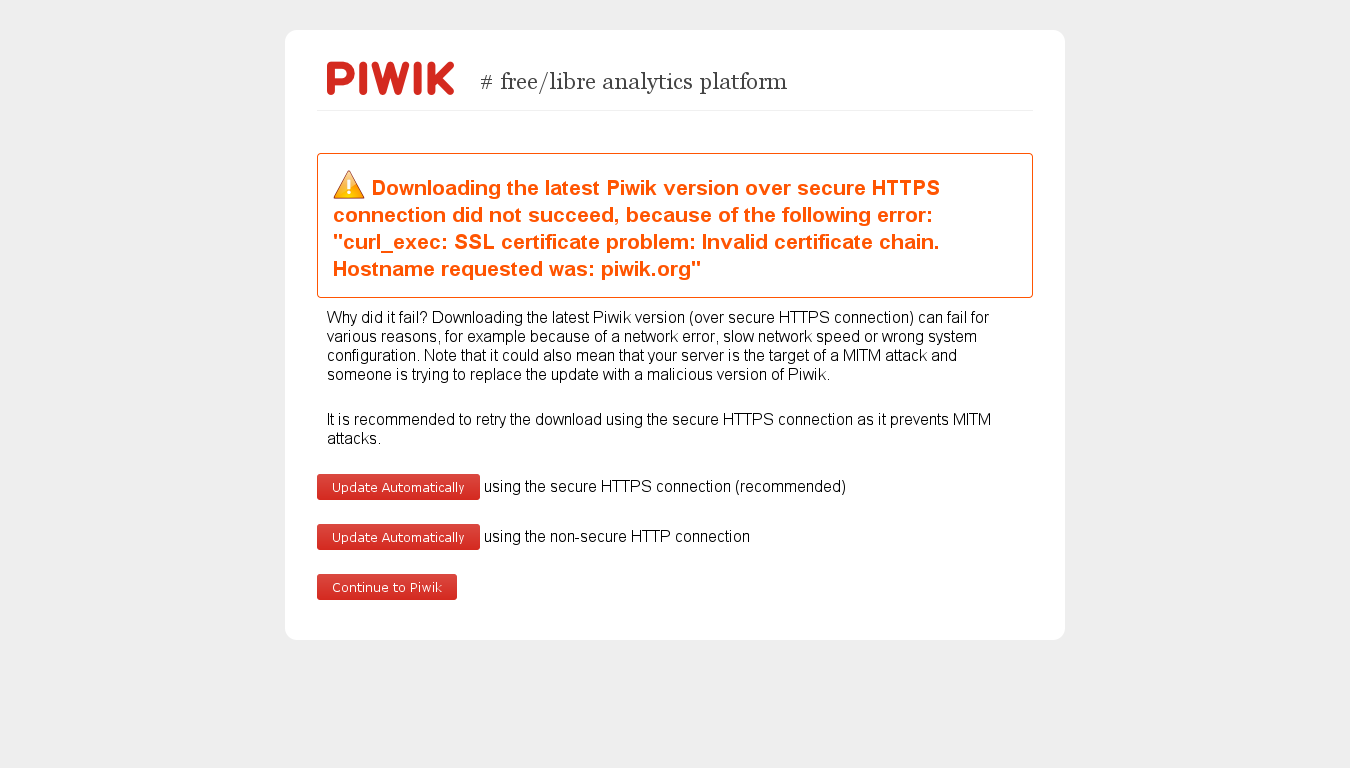 PIWIK # free/libre analytics platform
Downloading the latest Piwik version over secure HTTPS
connection did not succeed, because of the following error:
"curl_exec: SSL certificate problem: Invalid certificate chain.
Hostname requested was: piwik.org"
Why did it fail? Downloading the latest Piwik version (over secure HTTPS connection) can fail for
various reasons, for example because of a network error, slow network speed or wrong system
configuration. Note that it could also mean that your server is the target of a MITM attack and
someone is trying to replace the update with a malicious version of Piwik.
It is recommended to retry the download using the secure HTTPS connection as it prevents MITM
attacks.
Update Automatically using the secure HTTPS connection (recommended)
Update Automatically using the non-secure HTTP connection
Continue to Piwik